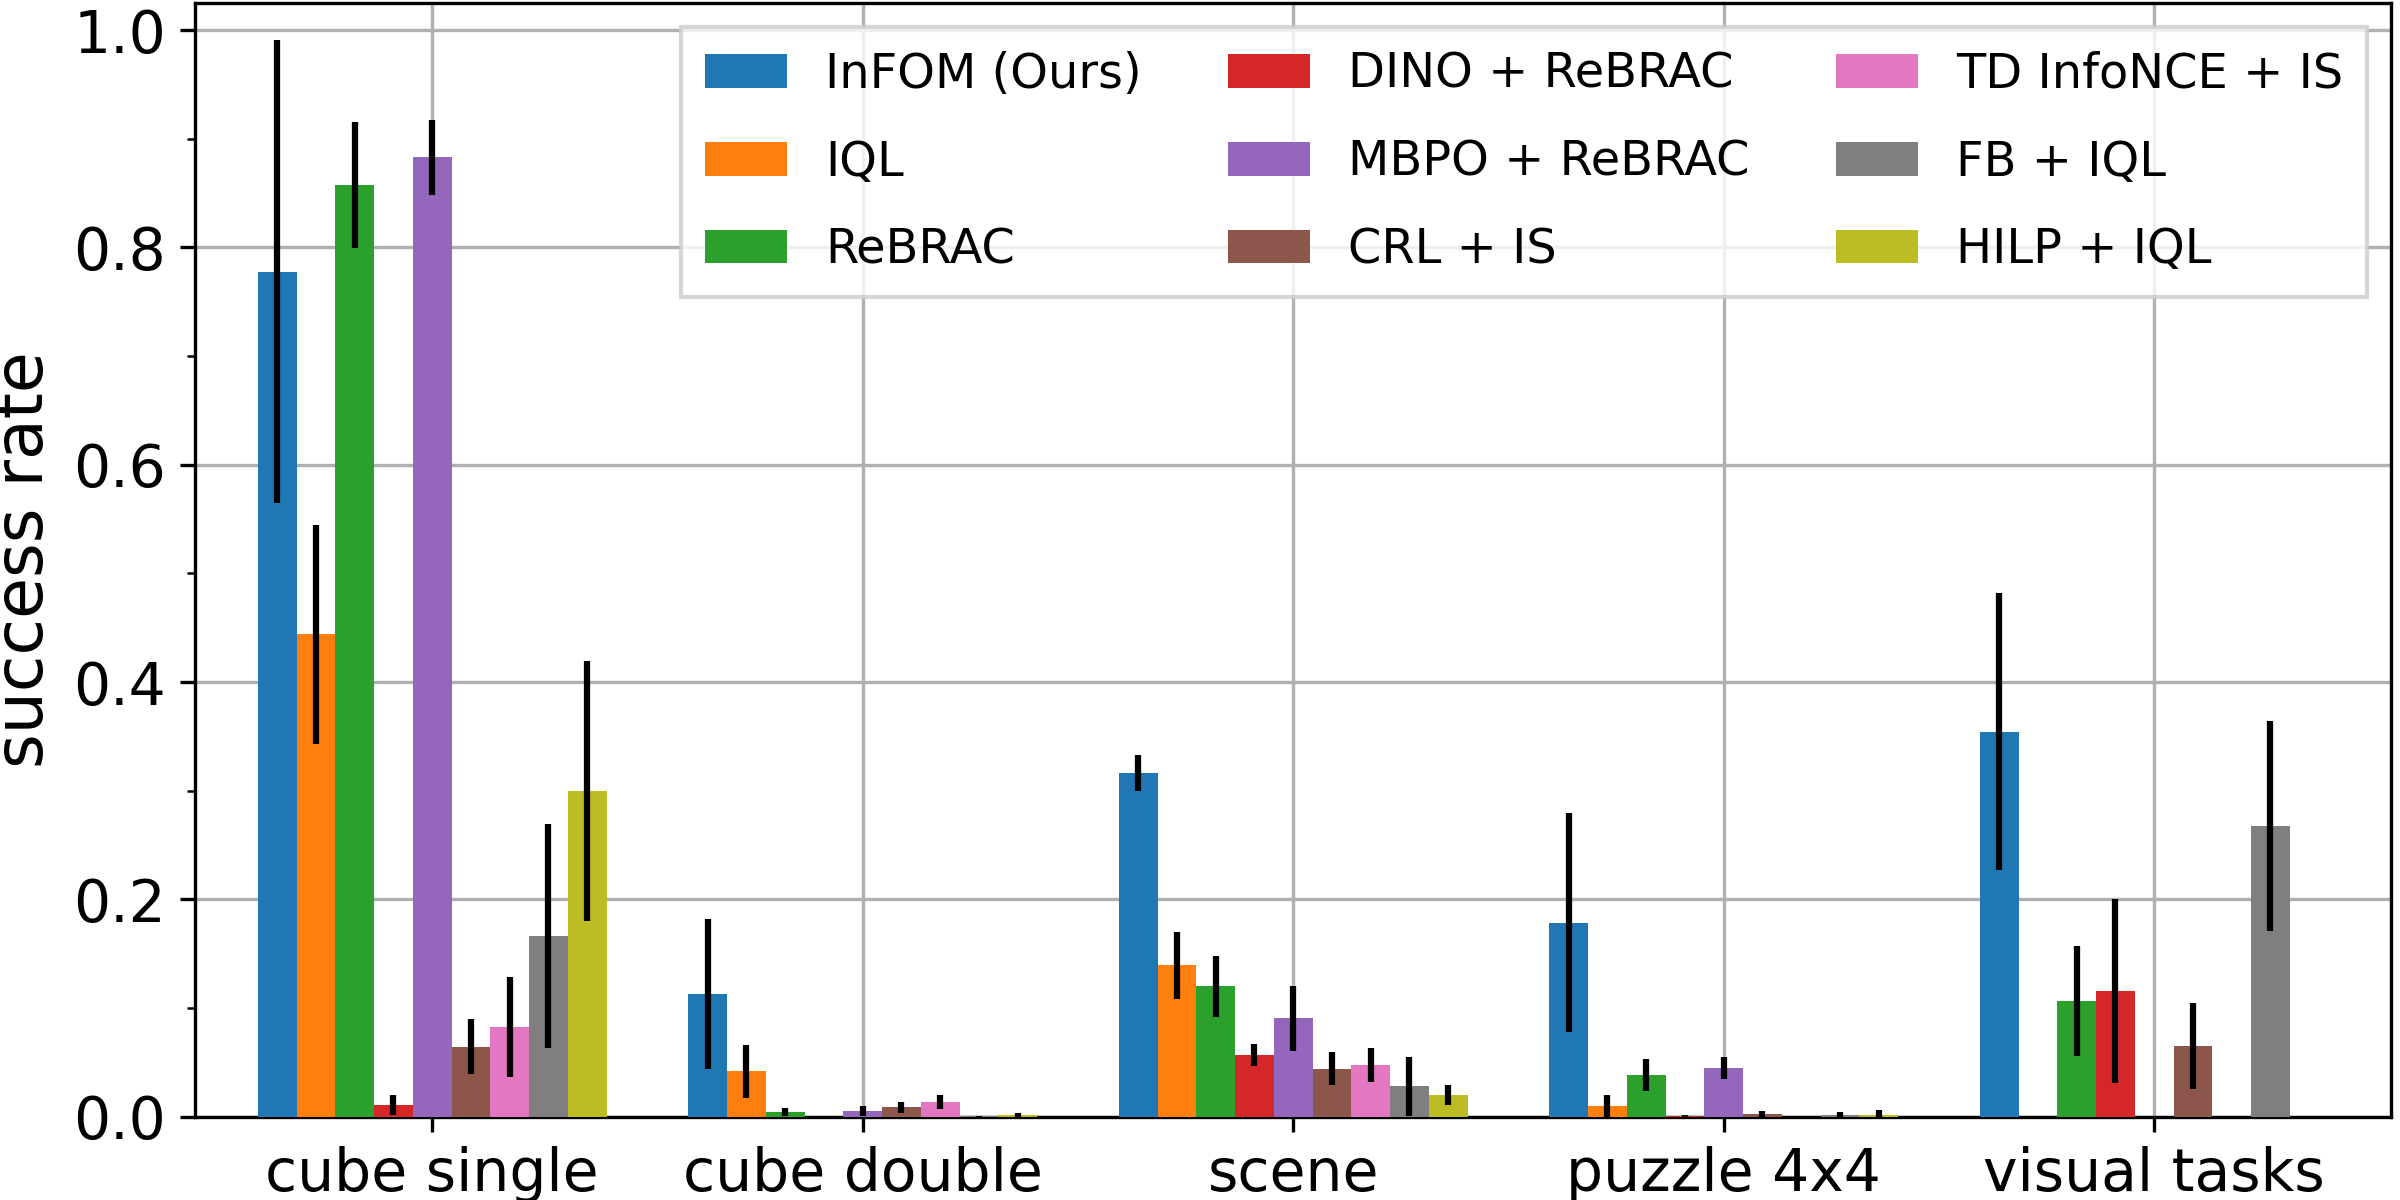 success rate
1.0
0.8
0.6
0.4
0.2
0.0
InFOM (Ours)
IQL
ReBRAC
DINO + ReBRAC
MBPO + ReBRAC
CRL + IS
TD InfoNCE + IS
FB + IQL
HILP + IQL
cube single
cube double
scene
puzzle 4x4
visual tasks